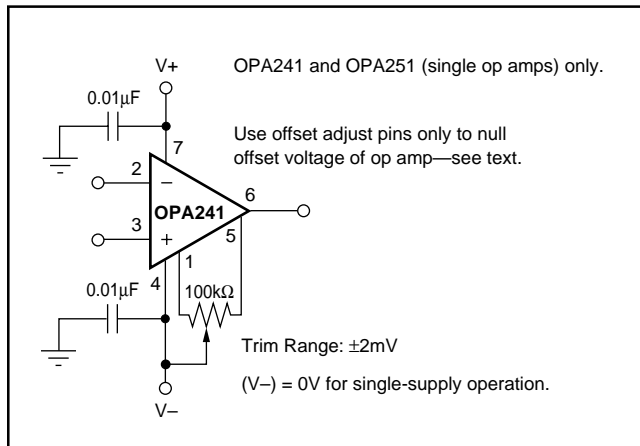 V+
OPA241 and OPA251 (single op amps) only.
0.01µF
Use offset adjust pins only to null
offset voltage of op amp—see text.
7
2
−
6
OPA241
3
+
5
1
4
0.01µF
100kΩ
Trim Range: ±2mV
(V–) = 0V for single-supply operation.
V–